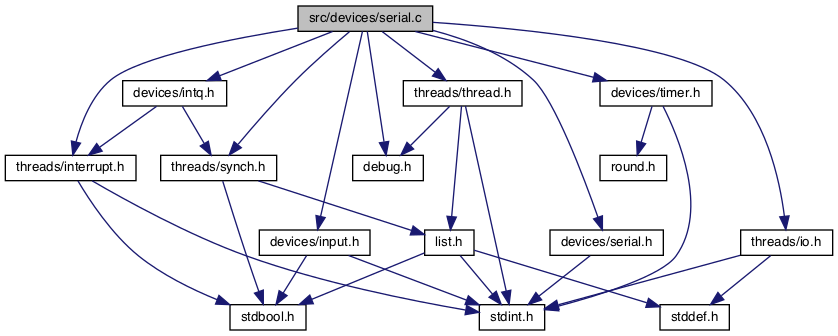 src/devices/serial.c
devices/intq.h
threads/thread.h
devices/timer.h
threads/interrupt.h
threads/synch.h
debug.h
round.h
devices/input.h
list.h
devices/serial.h
threads/io.h
stdbool.h
stdint.h
stddef.h